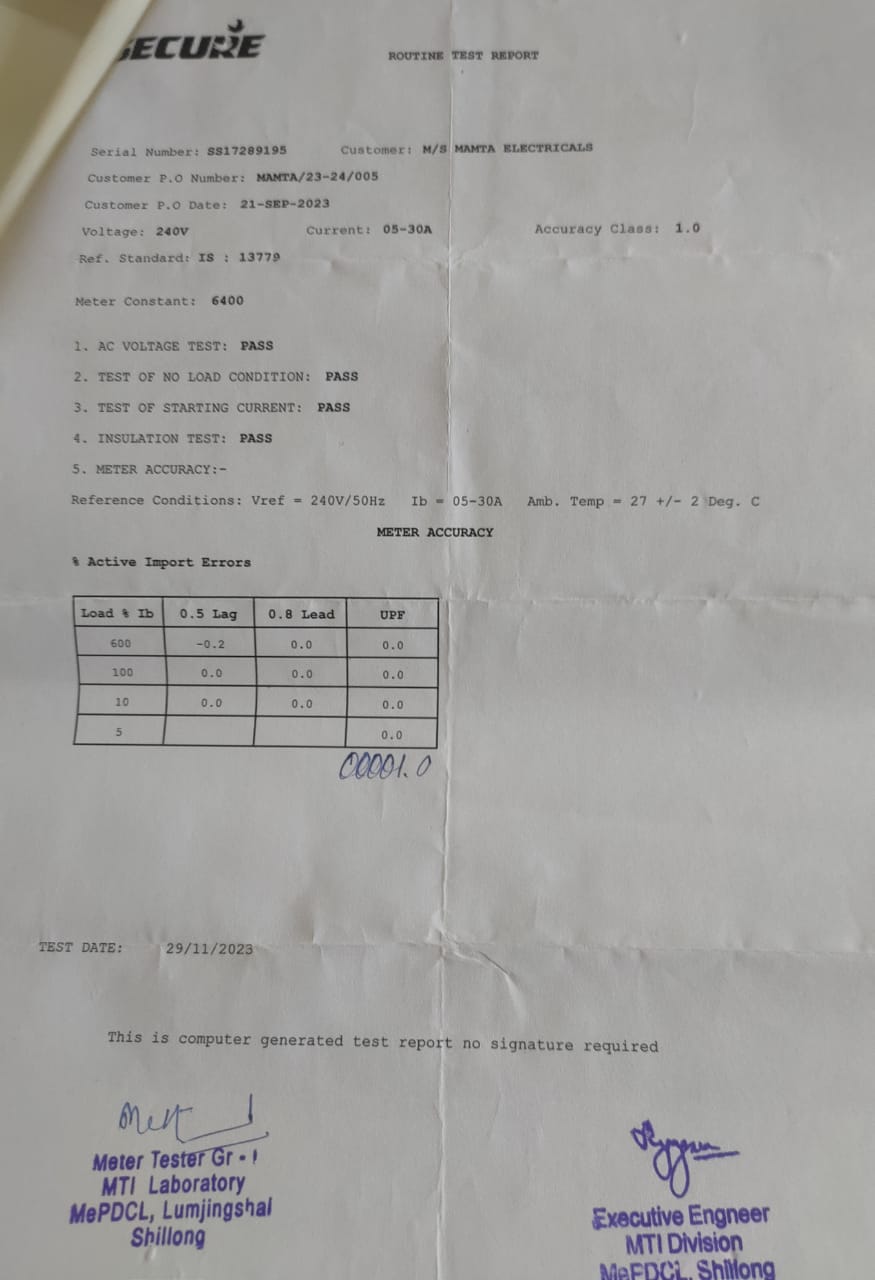 SECURE
ROUTINE TEST REPORT
Serial Number: SS17289195 Customer: M/S MAMTA ELECTRICALS
Customer P.O Number: MAMTA/23-24/005
Customer P.O Date: 21-SEP-2023
Voltage: 240V Current: 05-30A Accuracy Class: 1.0
Ref. Standard: IS : 13779
Meter Constant: 6400
1. AC VOLTAGE TEST: PASS
2. TEST OF NO LOAD CONDITION: PASS
3. TEST OF STARTING CURRENT: PASS
4. INSULATION TEST: PASS
5. METER ACCURACY:-
Reference Conditions: Vref = 240V/50Hz Ib = 05-30A Amb. Temp = 27 +/- 2 Deg. C
METER ACCURACY
% Active Import Errors
Load % Ib 0.5 Lag 0.8 Lead UPF
600 -0.2 0.0 0.0
100 0.0 0.0 0.0
10 0.0 0.0 0.0
5 0.0
00001.0
TEST DATE: 29/11/2023
This is computer generated test report no signature required
Meter Tester Gr - I
MTI Laboratory
MePDCL, Lumjingshai
Shillong
Executive Engneer
MTI Division
MePDCL, Shillong